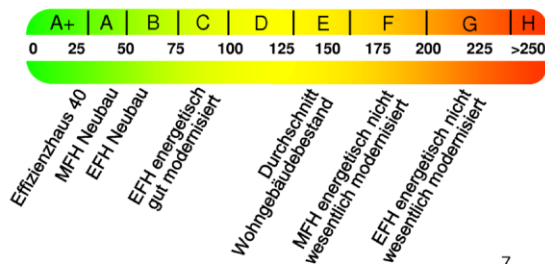 A+ A B C D E F G H
0 25 50 75 100 125 150 175 200 225 >250
Effizienzhaus 40
MFH Neubau
EFH Neubau
EFH energetisch
gut modernisiert
Durchschnitt
Wohngebäudebestand
MFH energetisch nicht
wesentlich modernisiert
EFH energetisch nicht
wesentlich modernisiert
7